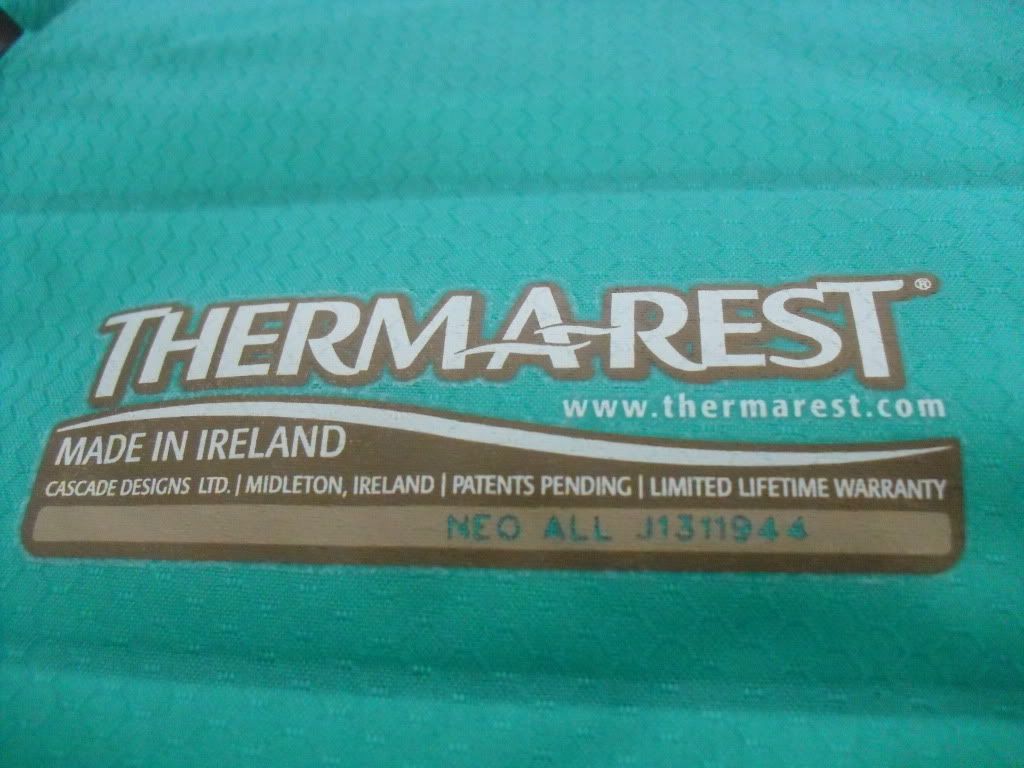 THERM-A-REST®
www.thermarest.com
MADE IN IRELAND
CASCADE DESIGNS LTD. | MIDLETON, IRELAND | PATENTS PENDING | LIMITED LIFETIME WARRANTY
NEO ALL J1311944